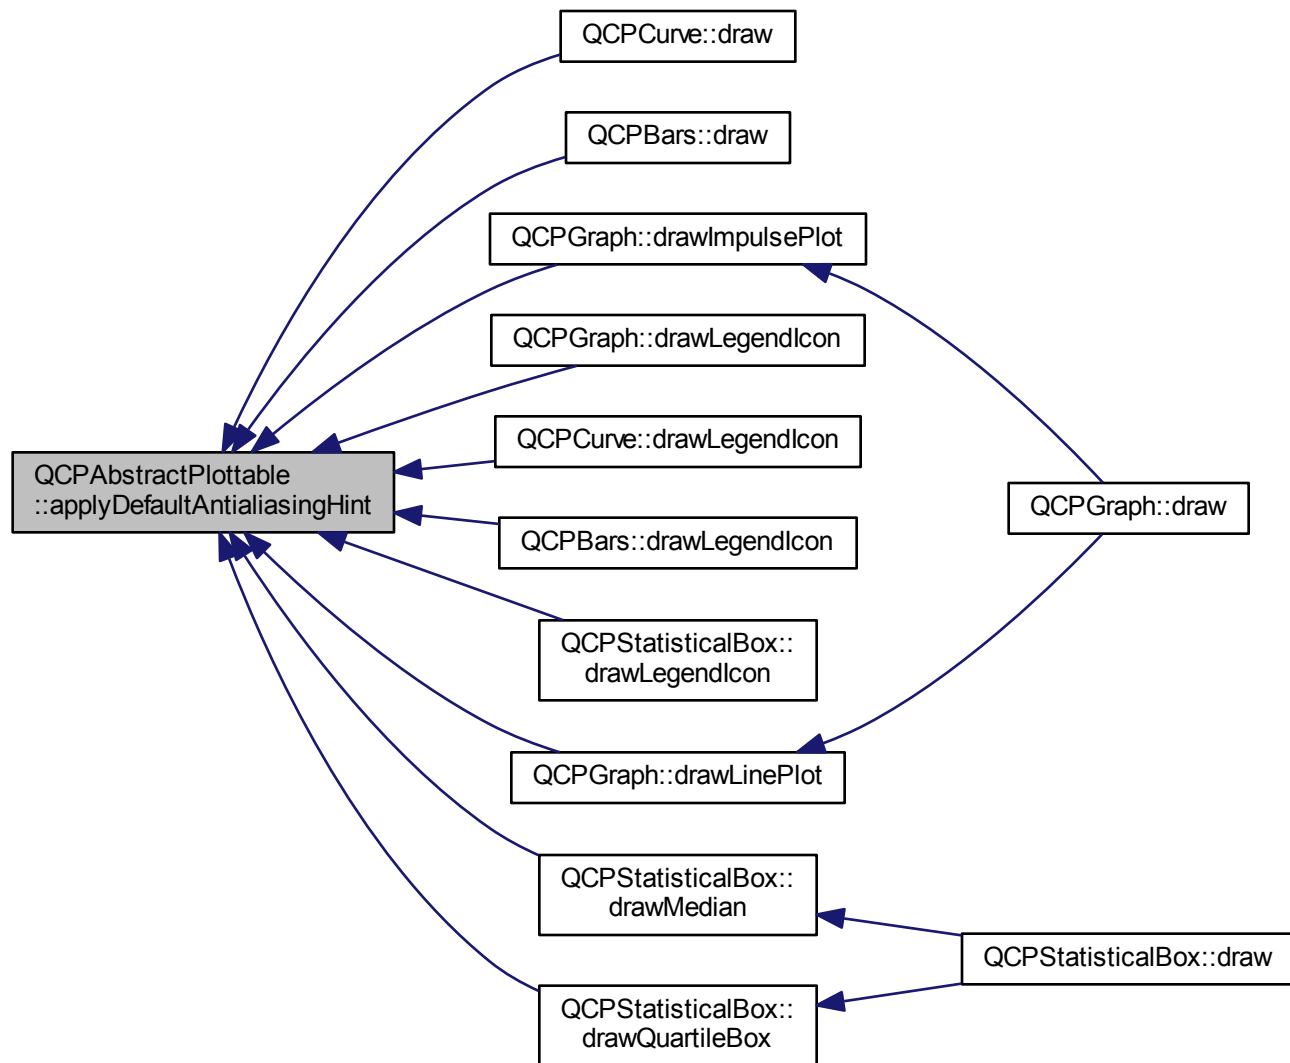 QCPCurve::draw
QCPBars::draw
QCPGraph::drawImpulsePlot
QCPGraph::drawLegendIcon
QCPCurve::drawLegendIcon
QCPAbstractPlottable
::applyDefaultAntialiasingHint
QCPGraph::draw
QCPBars::drawLegendIcon
QCPStatisticalBox::
drawLegendIcon
QCPGraph::drawLinePlot
QCPStatisticalBox::
drawMedian
QCPStatisticalBox::draw
QCPStatisticalBox::
drawQuartileBox